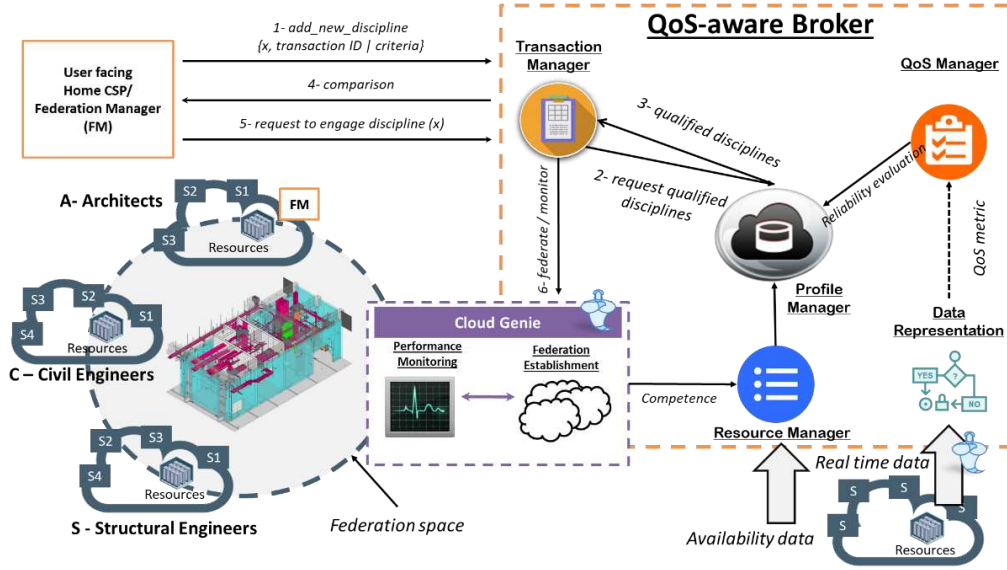 QoS-aware Broker
1- add_new_discipline
{x, transaction ID | criteria}
User facing
Home CSP/
Federation Manager
(FM)
4- comparison
5- request to engage discipline (x)
Transaction
Manager
QoS Manager
3- qualified disciplines
2- request qualified
disciplines
Reliability evaluation
QoS metric
6- federate / monitor
Profile
Manager
Data
Representation
YES
?
NO
A- Architects
S2
S1
FM
S3
Resources
S3
S2
S1
S4
Resources
C – Civil Engineers
S2
S3
S1
S4
Resources
S - Structural Engineers
Federation space
Cloud Genie
Performance
Monitoring
Federation
Establishment
Competence
Resource Manager
Real time data
Availability data
S
S
S
S
Resources